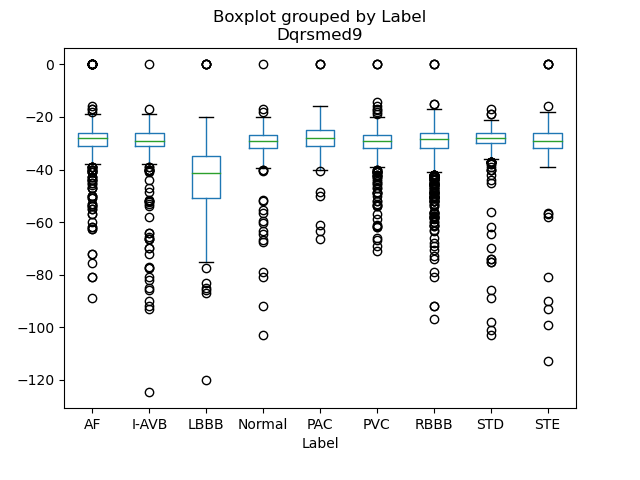 Boxplot grouped by Label
Dqrsmed9
0
−20
−40
−60
−80
−100
−120
AF I-AVB LBBB Normal PAC PVC RBBB STD STE
Label